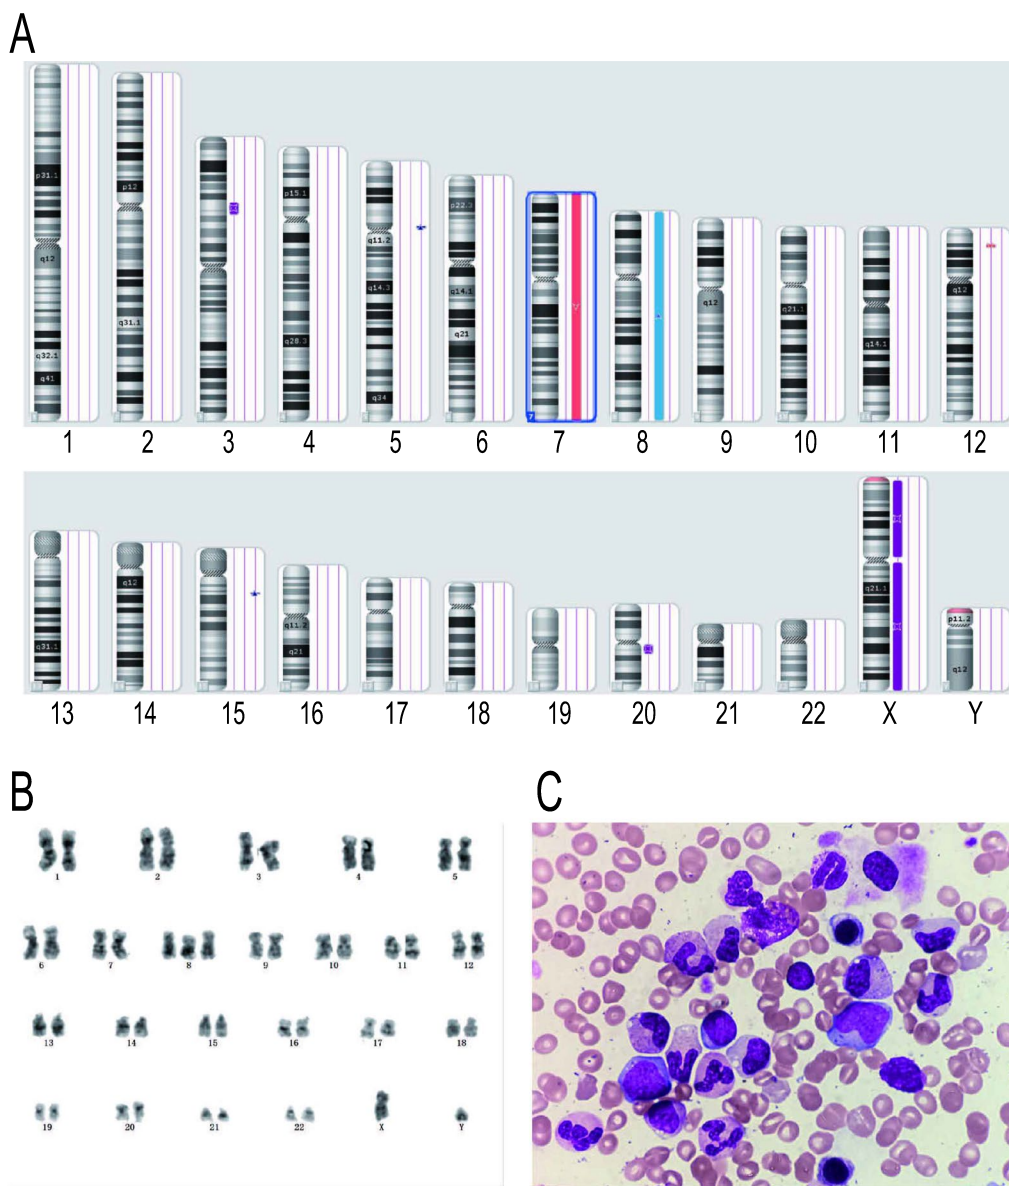 A
p31.1
q12
q31.1
q32.1
q41
p12
p15.1
q28.3
q11.2
q14.3
q34
p22.3
q14.1
q21
7
q12
q21.1
q14.1
q12
1 2 3 4 5 6 7 8 9 10 11 12
q31.1
q12
q11.2
q21
q21.1
p11.2
q12
13 14 15 16 17 18 19 20 21 22 X Y
B
1 2 3 4 5
6 7 8 9 10 11 12
13 14 15 16 17 18
19 20 21 22 X Y
C